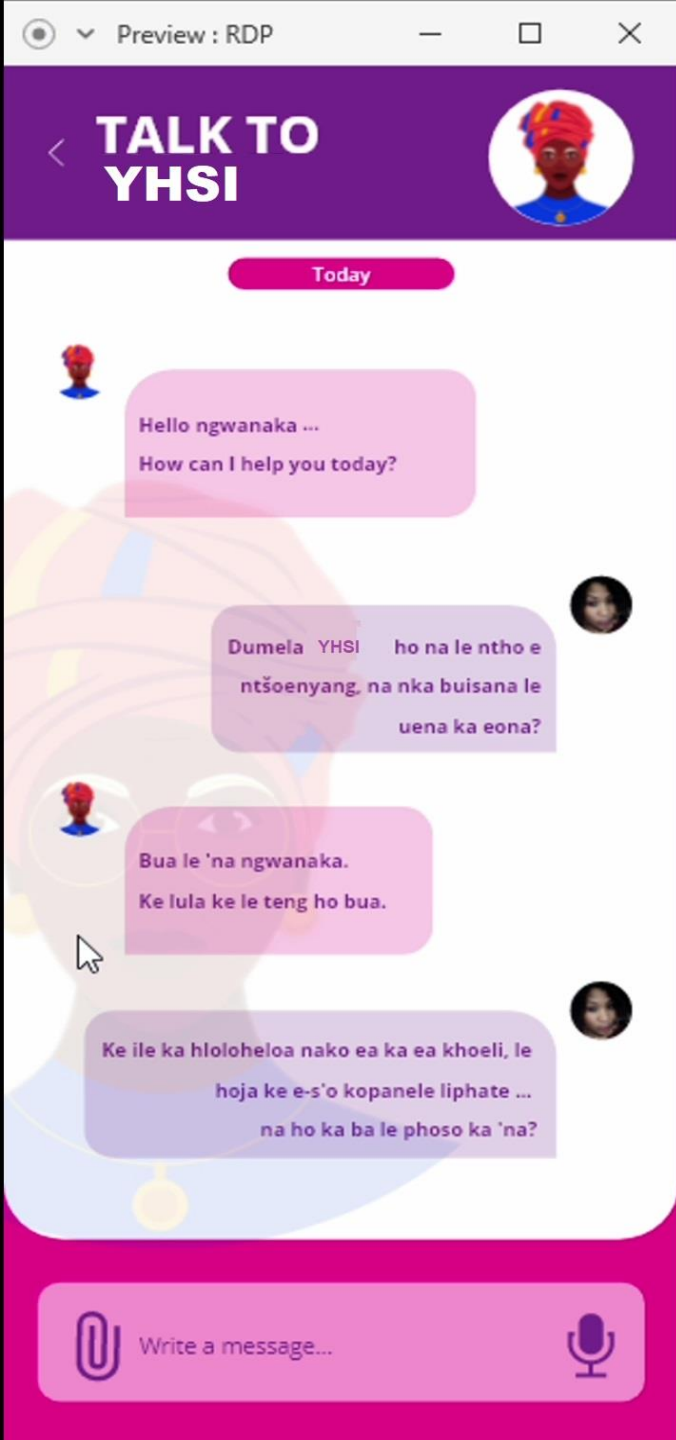 Preview : RDP
TALK TO
YHSI
Today
Hello ngwanaka ...
How can I help you today?
Dumela YHSI ho na le ntho e
ntšoenyang, na nka buisana le
uena ka eona?
Bua le 'na ngwanaka.
Ke lula ke le teng ho bua.
Ke ile ka hloloheloa nako ea ka ea khoeli, le
hoja ke e-s'o kopanele liphate ...
na ho ka ba le phoso ka 'na?
Write a message...